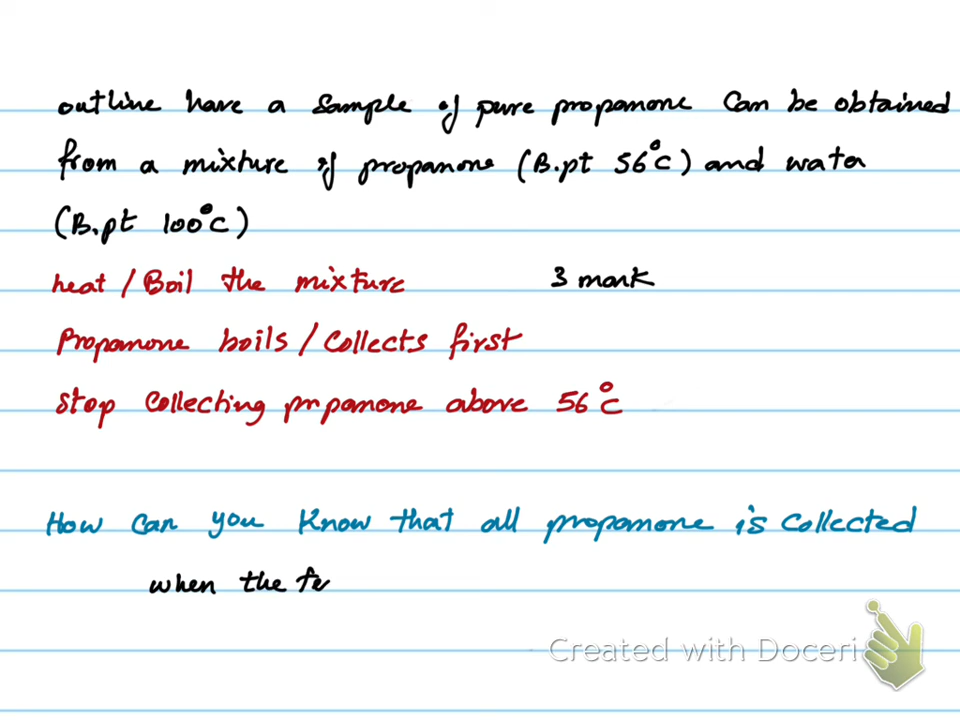 outline have a sample of pure propanone can be obtained
from a mixture of propanone (B.pt 56°C) and water
(B.pt 100°C)
heat / Boil the mixture 3 mark
Propanone boils / Collects first
Stop Collecting prpanone above 56°C
How can you know that all propanone is collected
when the te
Created with Doceri